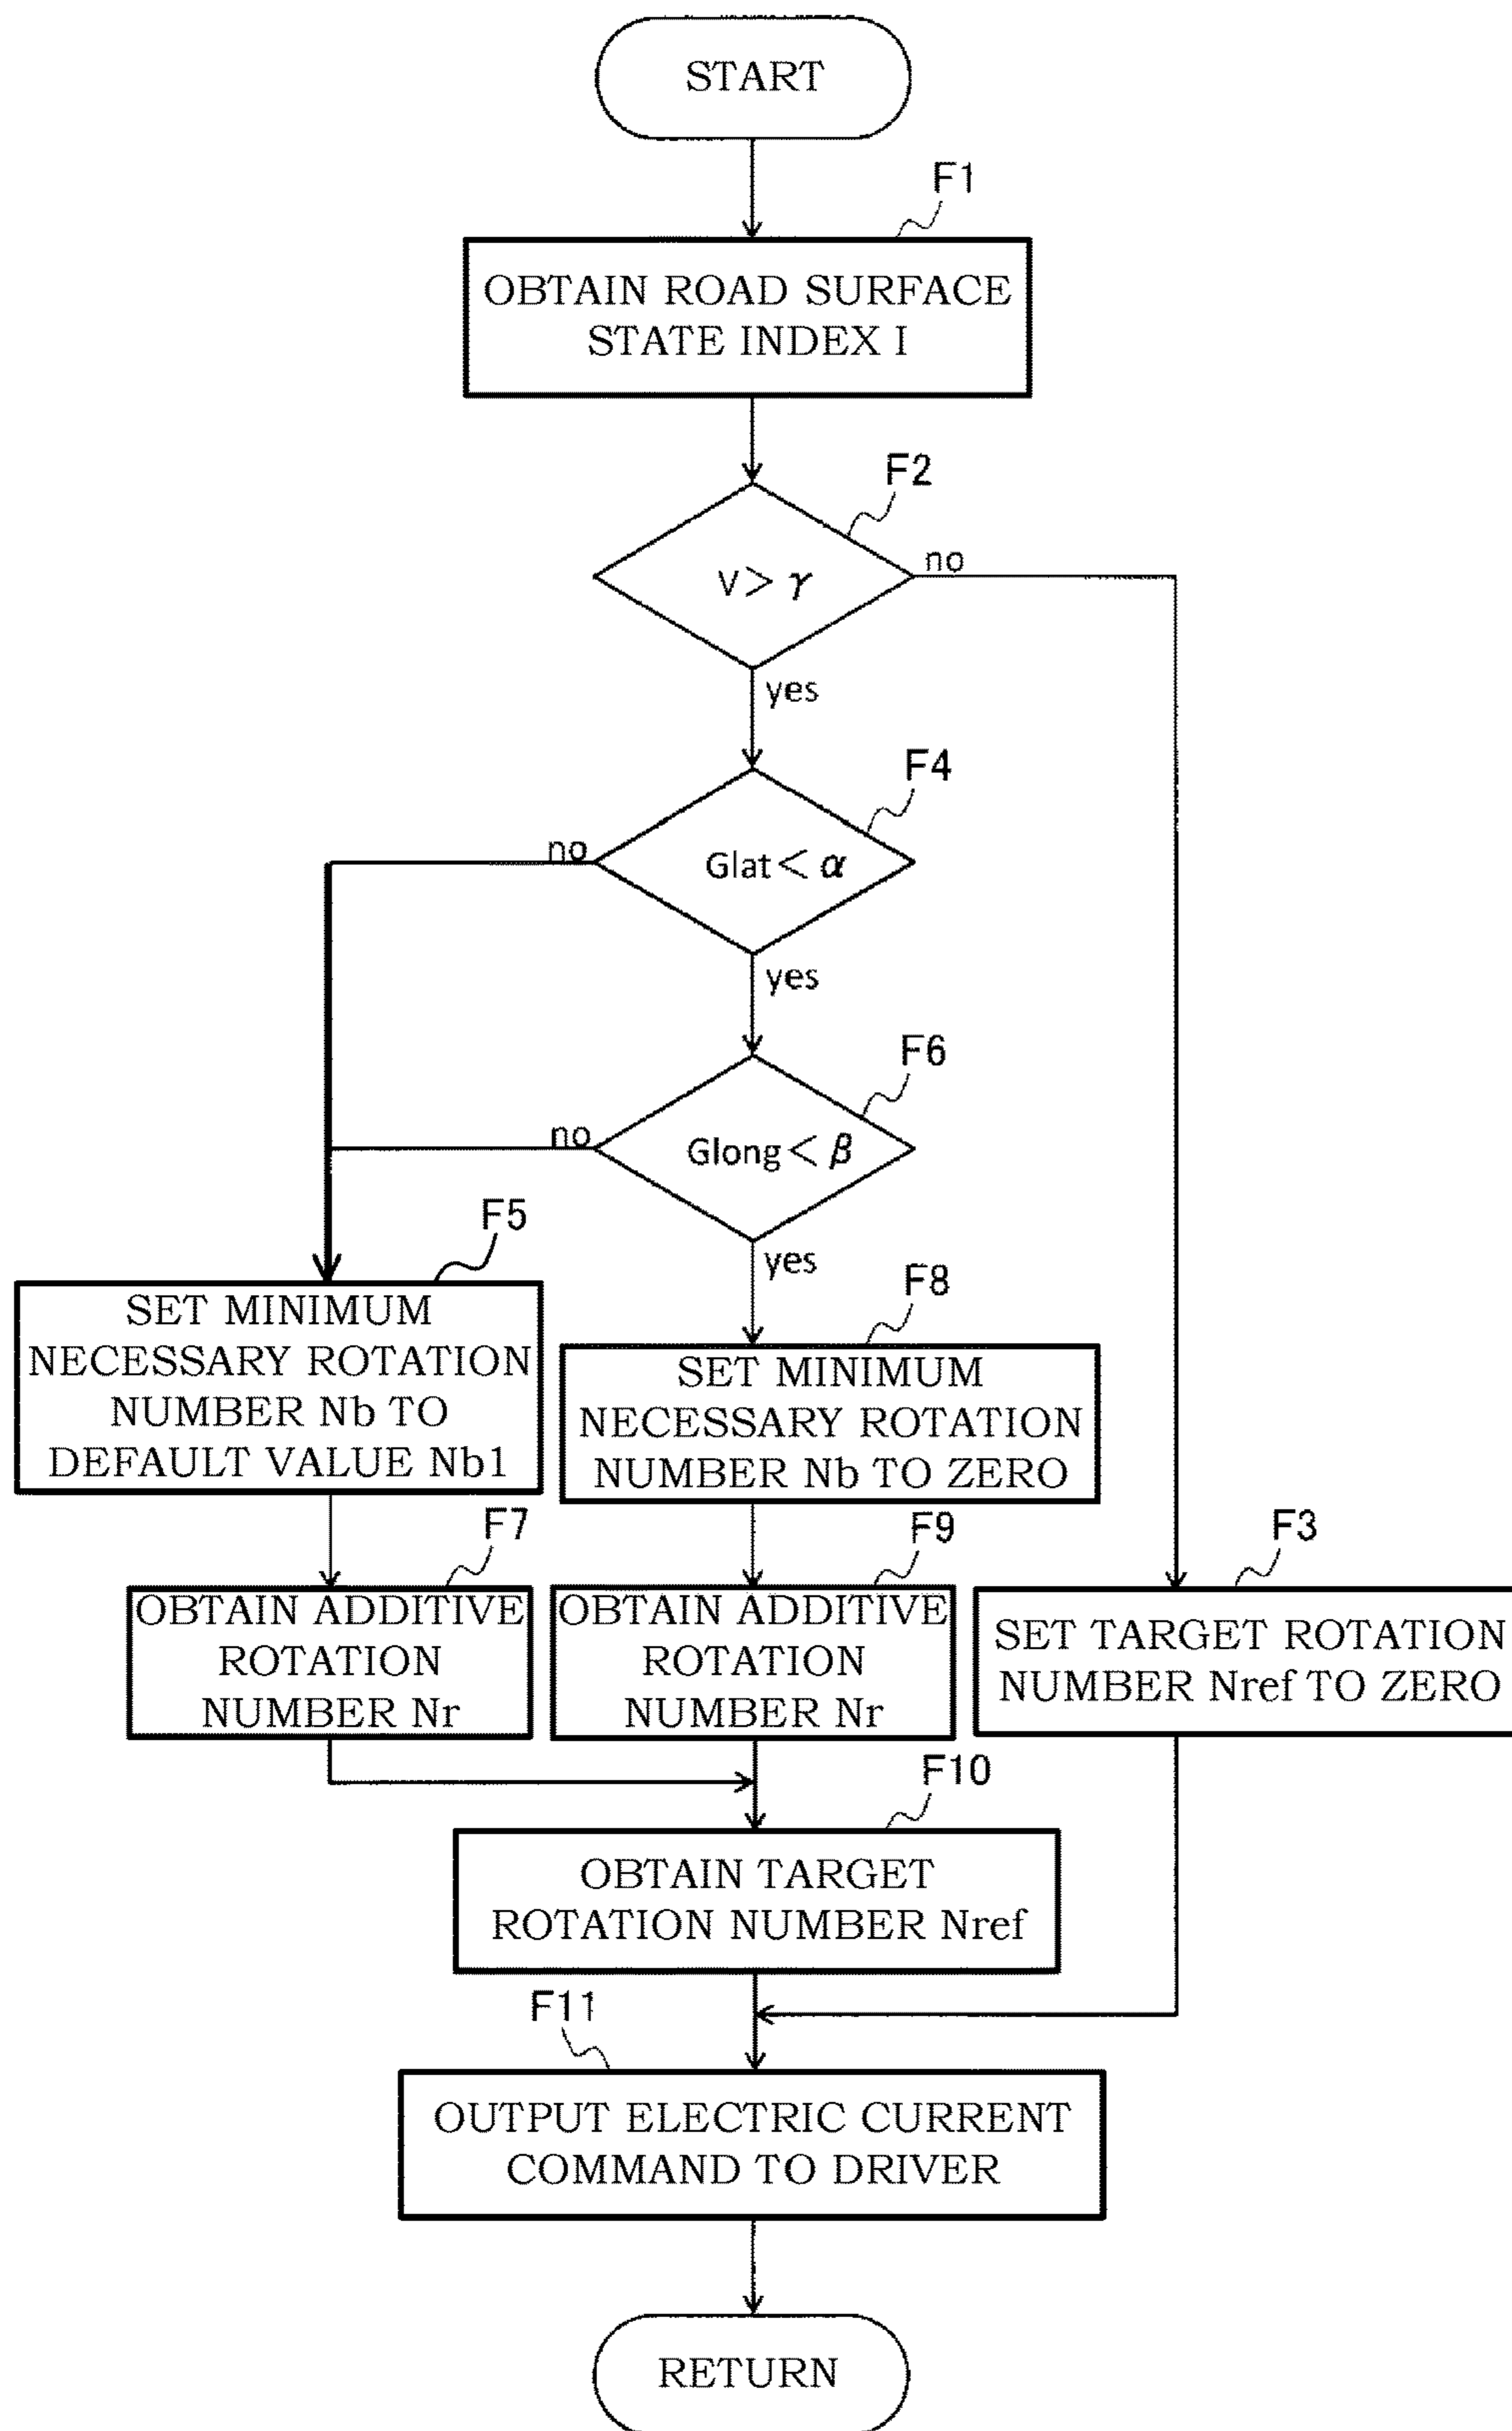 START
F1
OBTAIN ROAD SURFACE
STATE INDEX I
F2
v > γ
no
yes
F4
Glat < α
no
yes
F6
Glong < β
no
yes
F5
SET MINIMUM
NECESSARY ROTATION
NUMBER Nb TO
DEFAULT VALUE Nb1
F8
SET MINIMUM
NECESSARY ROTATION
NUMBER Nb TO ZERO
F7
OBTAIN ADDITIVE
ROTATION
NUMBER Nr
F9
OBTAIN ADDITIVE
ROTATION
NUMBER Nr
F3
SET TARGET ROTATION
NUMBER Nref TO ZERO
F10
OBTAIN TARGET
ROTATION NUMBER Nref
F11
OUTPUT ELECTRIC CURRENT
COMMAND TO DRIVER
RETURN